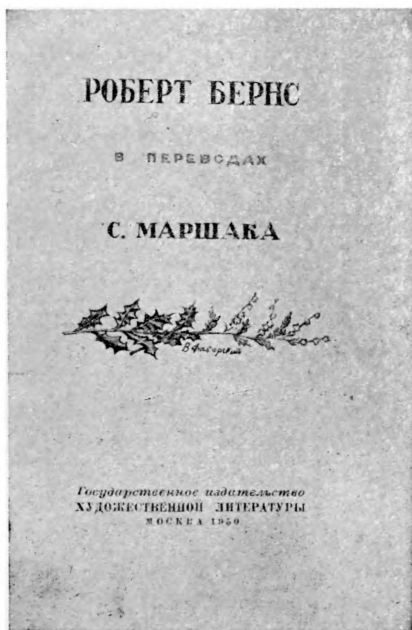 РОБЕРТ БЕРНС
В ПЕРЕВОДАХ
С. МАРШАКА
В. Фаворский
Государственное издательство
ХУДОЖЕСТВЕННОЙ ЛИТЕРАТУРЫ
МОСКВА 1950